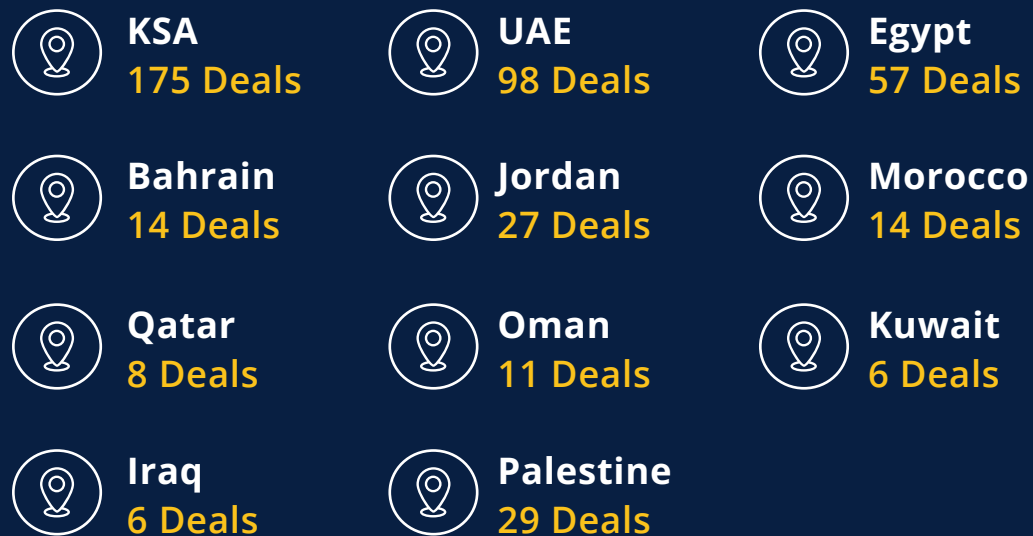 KSA
175 Deals
UAE
98 Deals
Egypt
57 Deals
Bahrain
14 Deals
Jordan
27 Deals
Morocco
14 Deals
Qatar
8 Deals
Oman
11 Deals
Kuwait
6 Deals
Iraq
6 Deals
Palestine
29 Deals